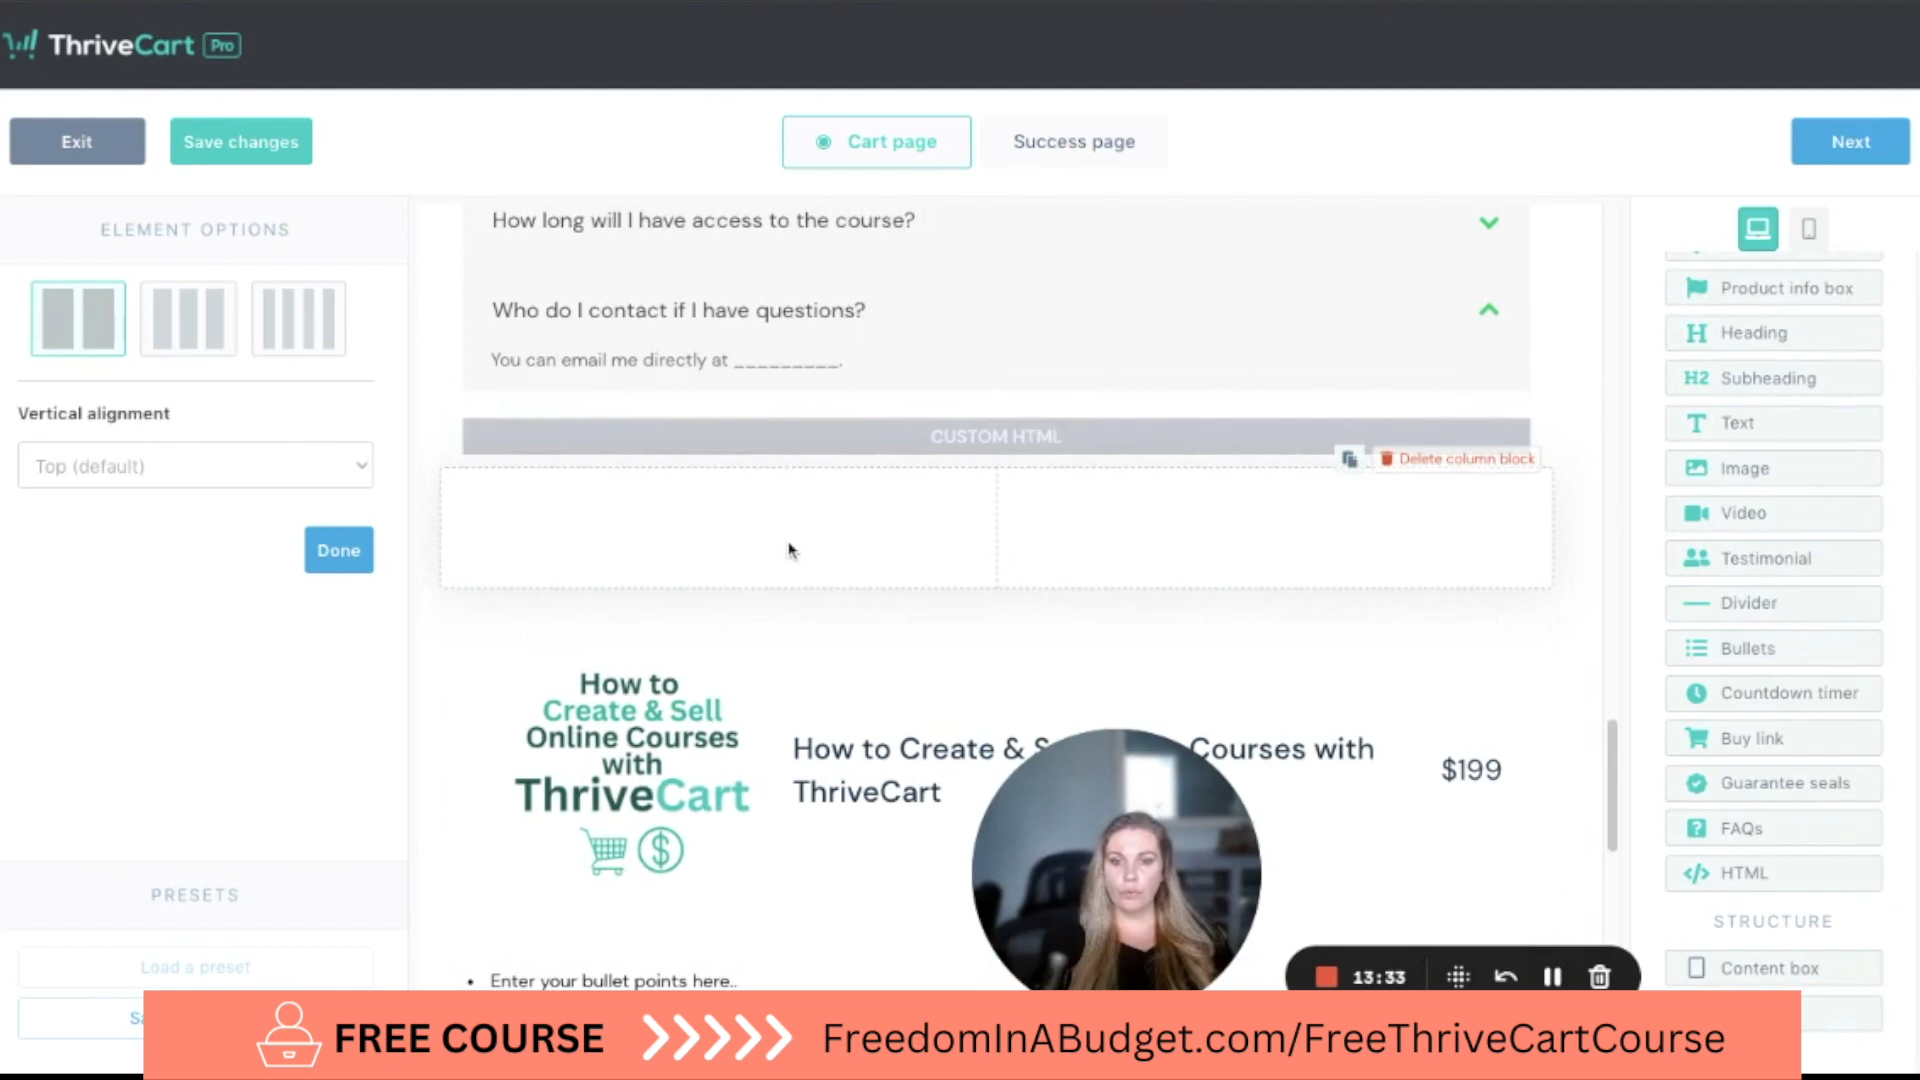 ThriveCart Pro
Exit
Save changes
Cart page
Success page
Next
ELEMENT OPTIONS
Vertical alignment
Top (default)
Done
PRESETS
Load a preset
Sa
How long will I have access to the course?
Who do I contact if I have questions?
You can email me directly at _________.
CUSTOM HTML
Delete column block
How to
Create & Sell
Online Courses
with
ThriveCart
How to Create & S
Courses with
ThriveCart
$199
• Enter your bullet points here..
13:33
Product info box
H Heading
H2 Subheading
T Text
Image
Video
Testimonial
Divider
Bullets
Countdown timer
Buy link
Guarantee seals
? FAQs
</> HTML
STRUCTURE
Content box
FREE COURSE
FreedomInABudget.com/FreeThriveCartCourse